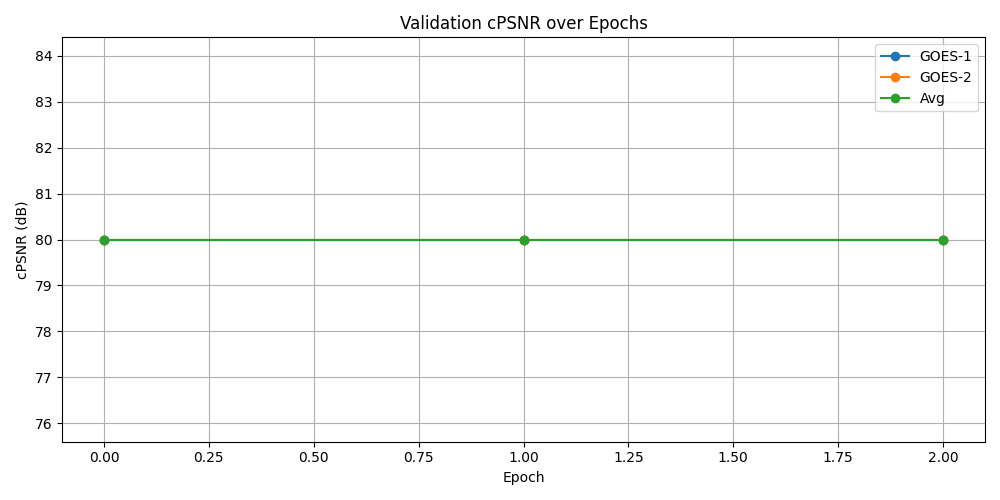 Validation cPSNR over Epochs
GOES-1
GOES-2
Avg
84
83
82
81
80
79
78
77
76
cPSNR (dB)
0.00 0.25 0.50 0.75 1.00 1.25 1.50 1.75 2.00
Epoch